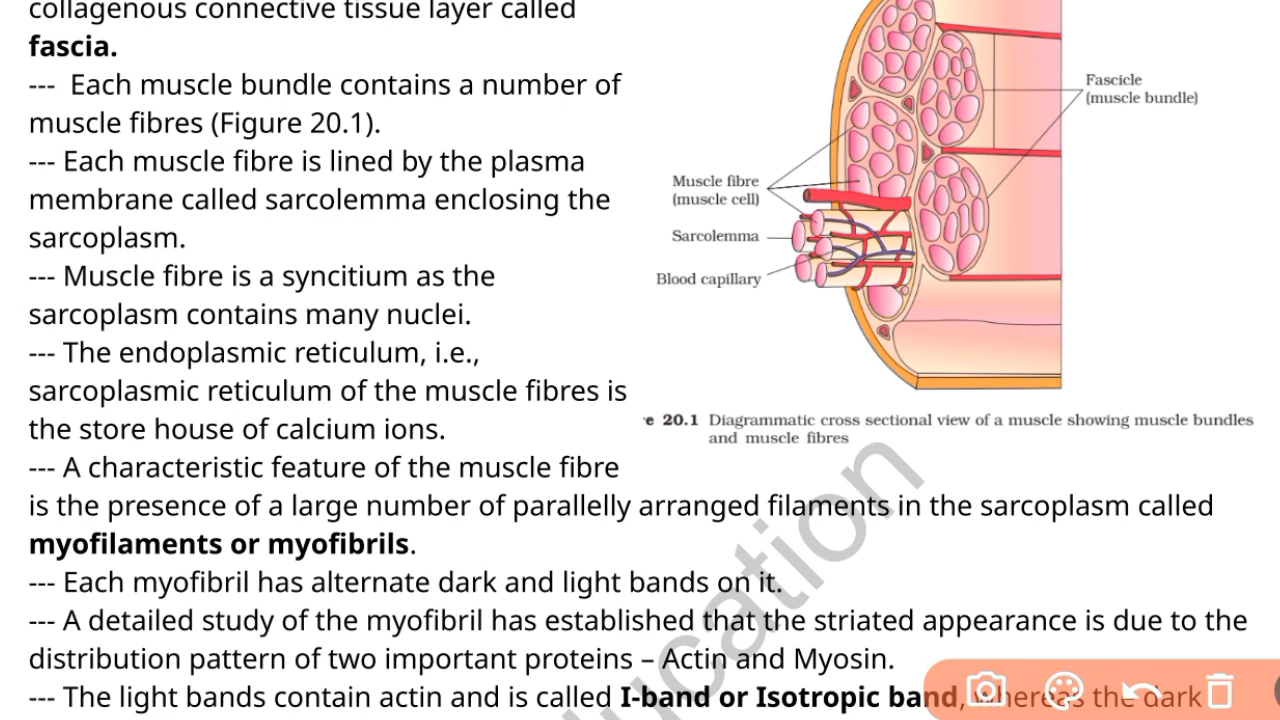 collagenous connective tissue layer called
fascia.
--- Each muscle bundle contains a number of
muscle fibres (Figure 20.1).
--- Each muscle fibre is lined by the plasma
membrane called sarcolemma enclosing the
sarcoplasm.
--- Muscle fibre is a syncitium as the
sarcoplasm contains many nuclei.
--- The endoplasmic reticulum, i.e.,
sarcoplasmic reticulum of the muscle fibres is
the store house of calcium ions.
--- A characteristic feature of the muscle fibre
is the presence of a large number of parallelly arranged filaments in the sarcoplasm called
myofilaments or myofibrils.
--- Each myofibril has alternate dark and light bands on it.
--- A detailed study of the myofibril has established that the striated appearance is due to the
distribution pattern of two important proteins – Actin and Myosin.
--- The light bands contain actin and is called I-band or Isotropic band, whereas the dark
Fascicle
(muscle bundle)
Muscle fibre
(muscle cell)
Sarcolemma
Blood capillary
e 20.1 Diagrammatic cross sectional view of a muscle showing muscle bundles
and muscle fibres
ucation